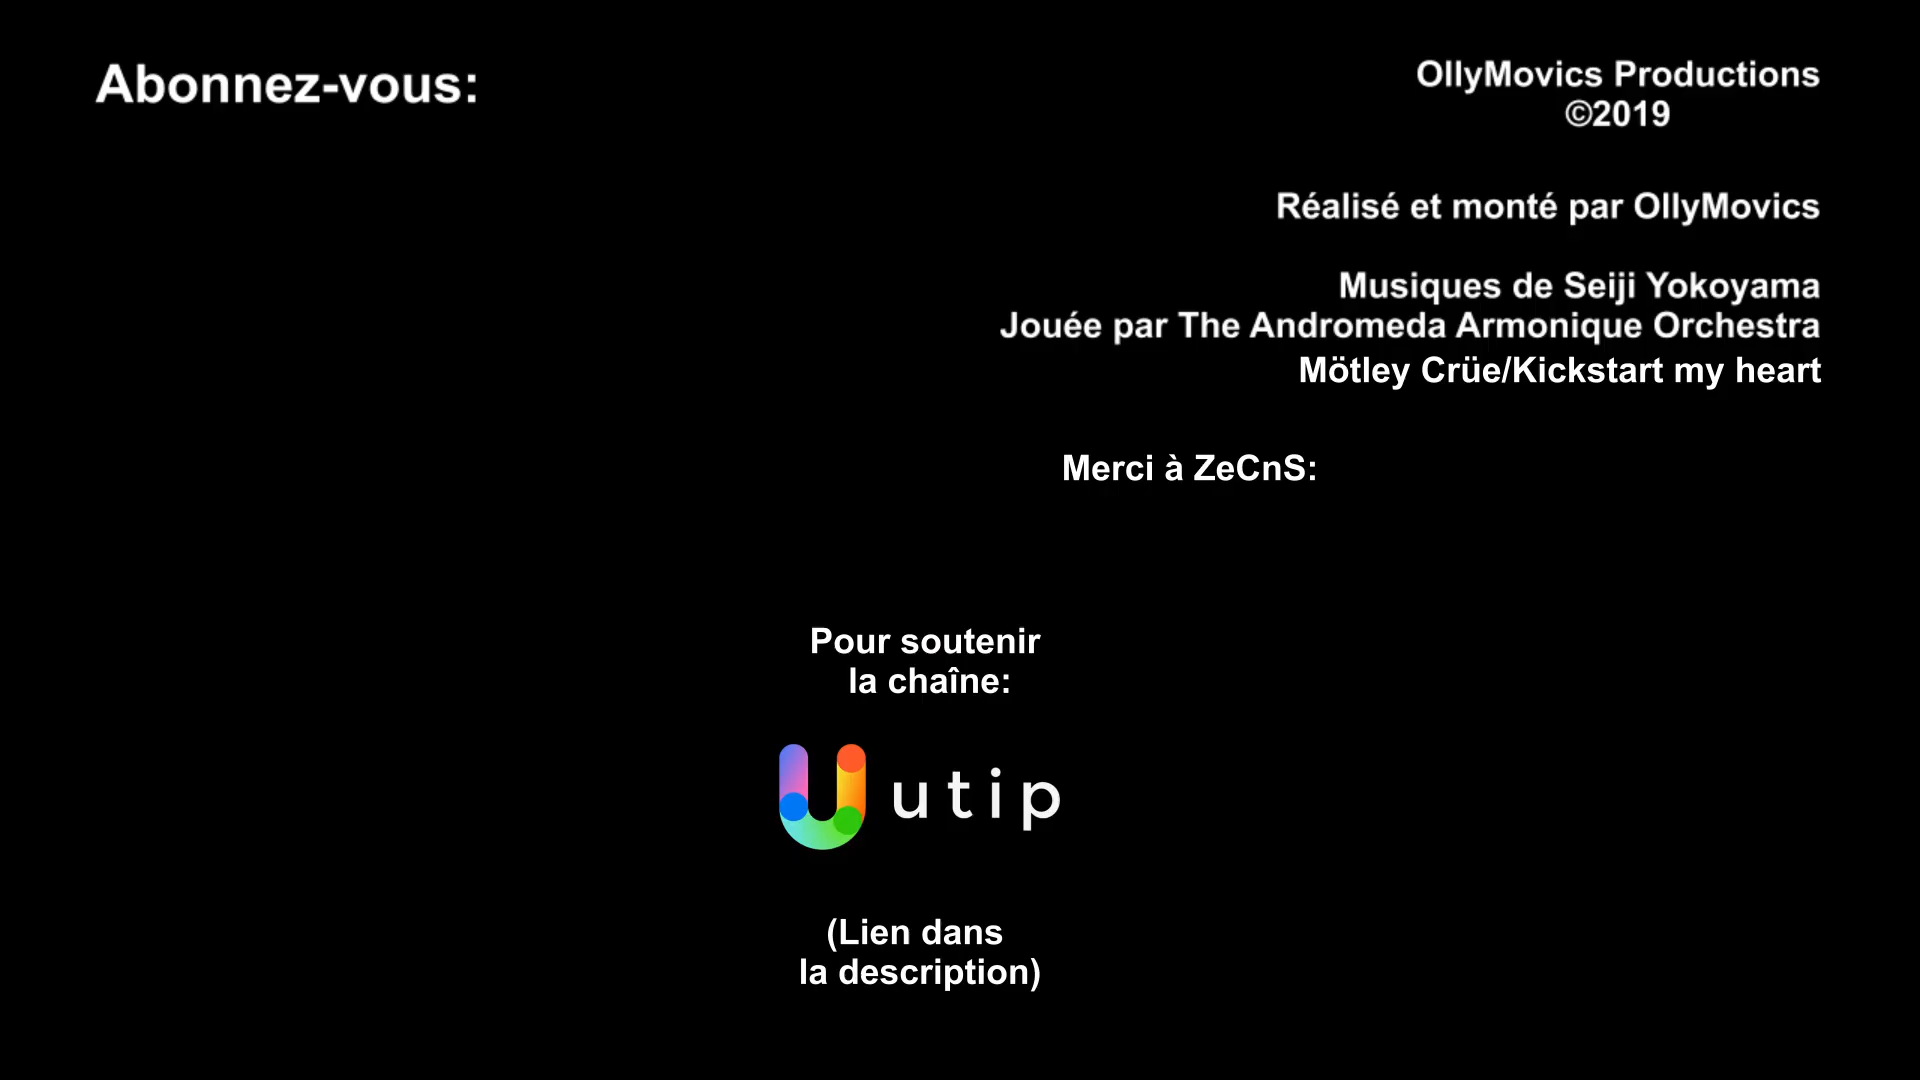 Abonnez-vous:
OllyMovics Productions
©2019
Réalisé et monté par OllyMovics
Musiques de Seiji Yokoyama
Jouée par The Andromeda Armonique Orchestra
Mötley Crüe/Kickstart my heart
Merci à ZeCnS:
Pour soutenir
la chaîne:
utip
(Lien dans
la description)